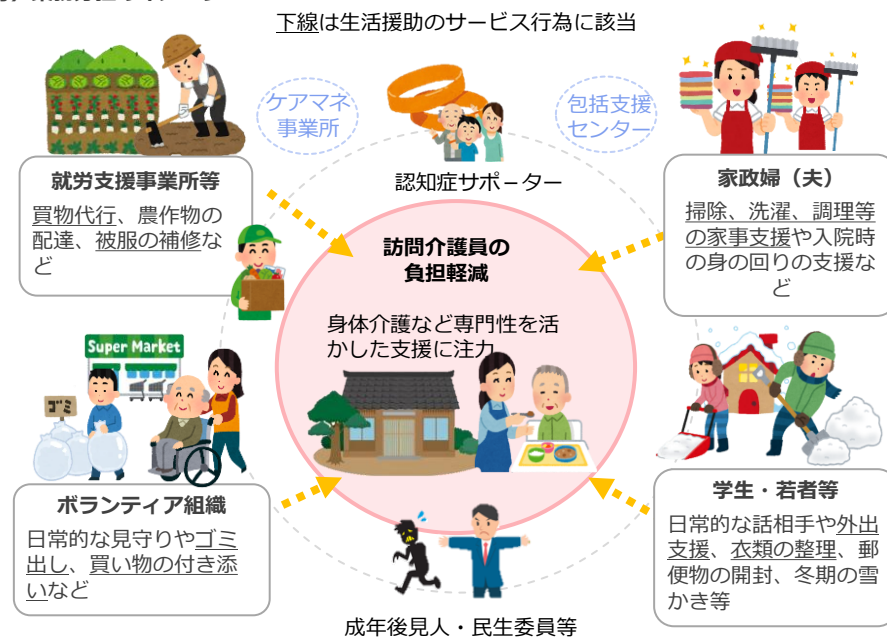 下線は生活援助のサービス行為に該当
ケアマネ
事業所
包括支援
センター
認知症サポーター
就労支援事業所等
買物代行、農作物の
配達、被服の補修な
ど
家政婦（夫）
掃除、洗濯、調理等
の家事支援や入院時
の身の回りの支援な
ど
訪問介護員の
負担軽減
身体介護など専門性を活
かした支援に注力
Super Market
ゴミ
ボランティア組織
日常的な見守りやゴミ
出し、買い物の付き添
いなど
学生・若者等
日常的な話相手や外出
支援、衣類の整理、郵
便物の開封、冬期の雪
かき等
成年後見人・民生委員等